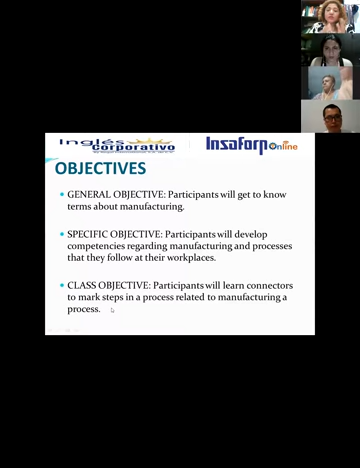 Inglés
corporativo
Insaforp online
OBJECTIVES
• GENERAL OBJECTIVE: Participants will get to know
terms about manufacturing.
• SPECIFIC OBJECTIVE: Participants will develop
competencies regarding manufacturing and processes
that they follow at their workplaces.
• CLASS OBJECTIVE: Participants will learn connectors
to mark steps in a process related to manufacturing a
process.